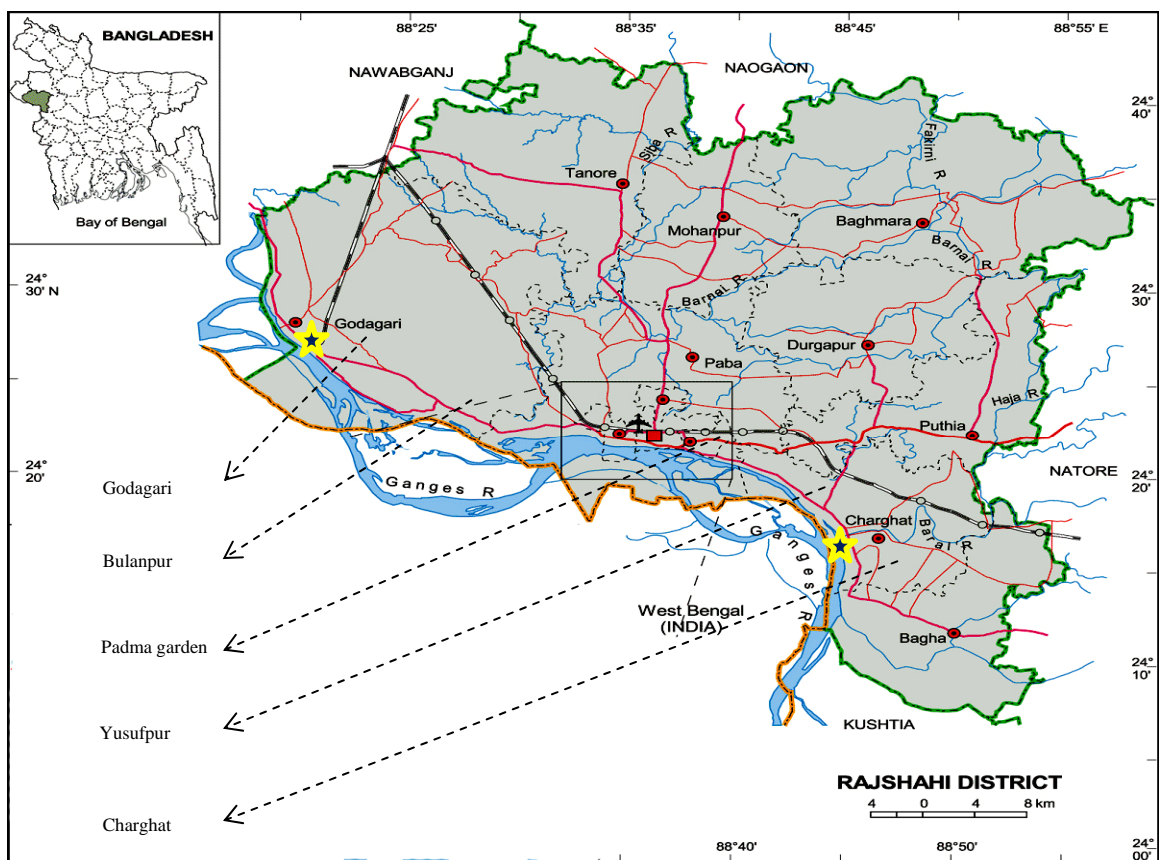 88°25'
88°35'
88°45'
88°55' E
BANGLADESH
Bay of Bengal
NAWABGANJ
NAOGAON
24°
40'
Siba R
Fakirni R
Tanore
Mohanpur
Baghmara
Barnal R
Barnal R
24°
30' N
24°
30'
Godagari
Durgapur
Paba
Haja R
Puthia
NATORE
24°
20'
24°
20'
Godagari
Ganges R
Charghat
Baral R
Ganges R
Bulanpur
West Bengal
(INDIA)
Bagha
Padma garden
24°
10'
Yusufpur
KUSHTIA
RAJSHAHI DISTRICT
4 0 4 8 km
Charghat
88°40'
88°50'
24°
00'